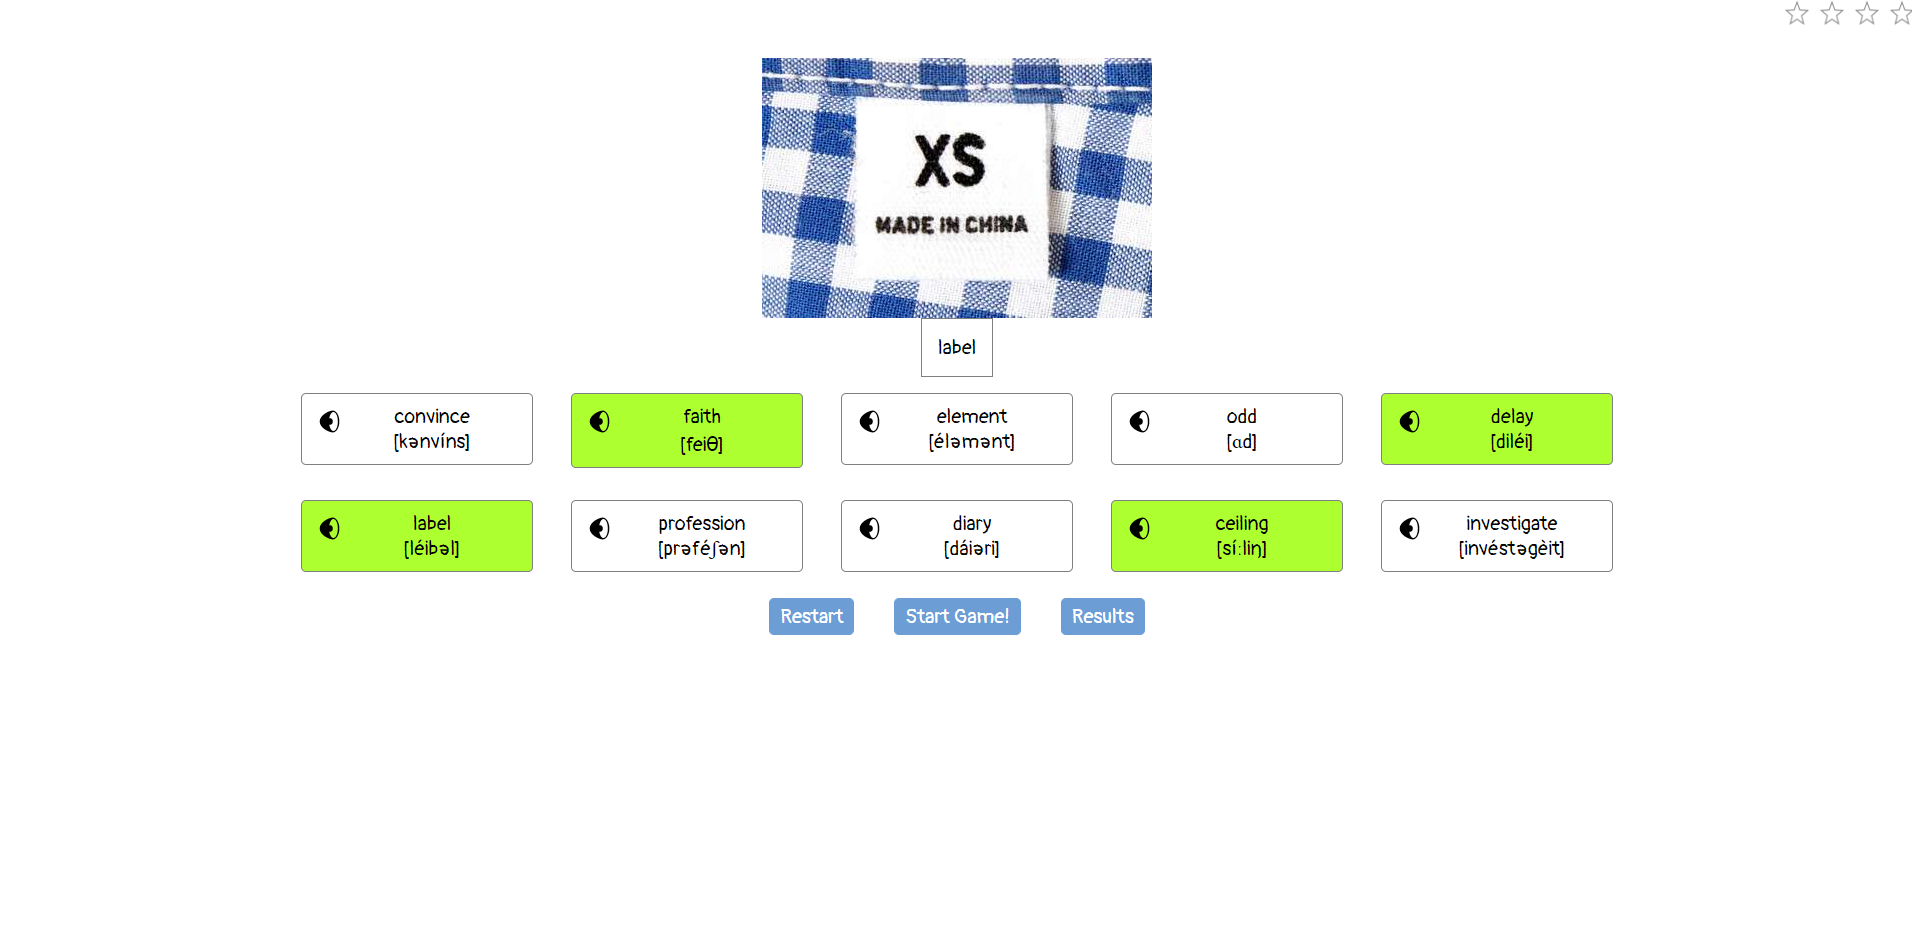 XS
MADE IN CHINA
label
convince
[kənvíns]
faith
[feiθ]
element
[éləmənt]
odd
[ɑd]
delay
[diléi]
label
[léibəl]
profession
[prəféʃən]
diary
[dáiəri]
ceiling
[síːliŋ]
investigate
[invéstəgèit]
Restart
Start Game!
Results